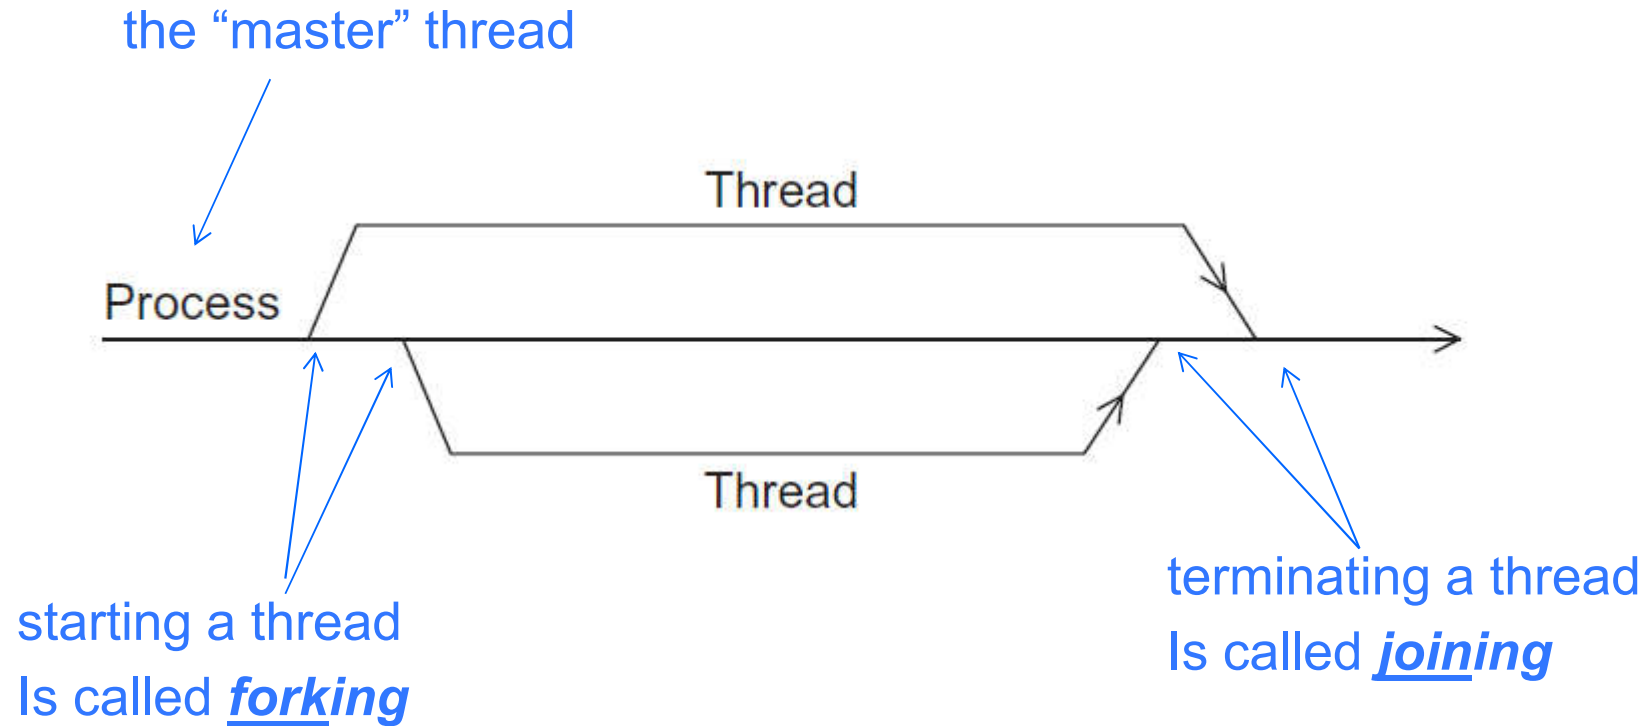 the “master” thread
Thread
Process
Thread
starting a thread
Is called forking
terminating a thread
Is called joining